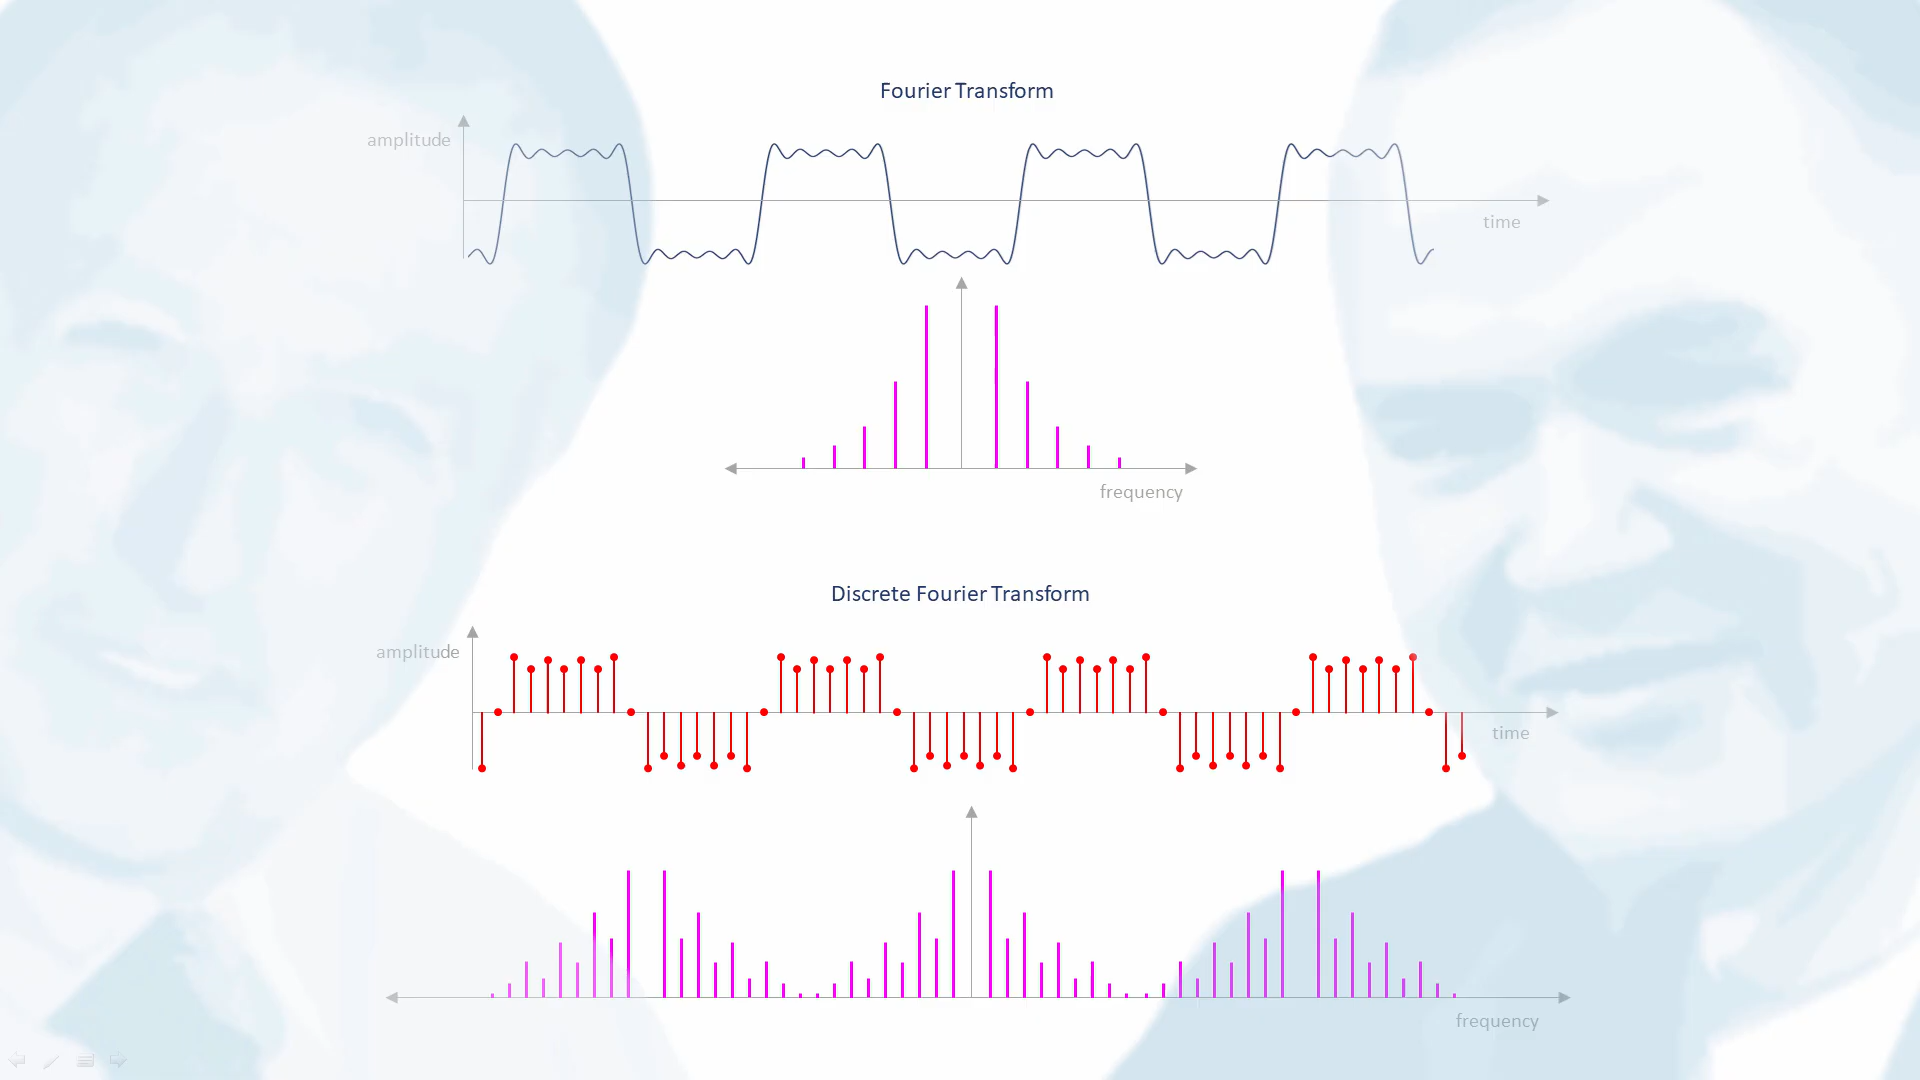 Fourier Transform
amplitude
time
frequency
Discrete Fourier Transform
amplitude
time
frequency